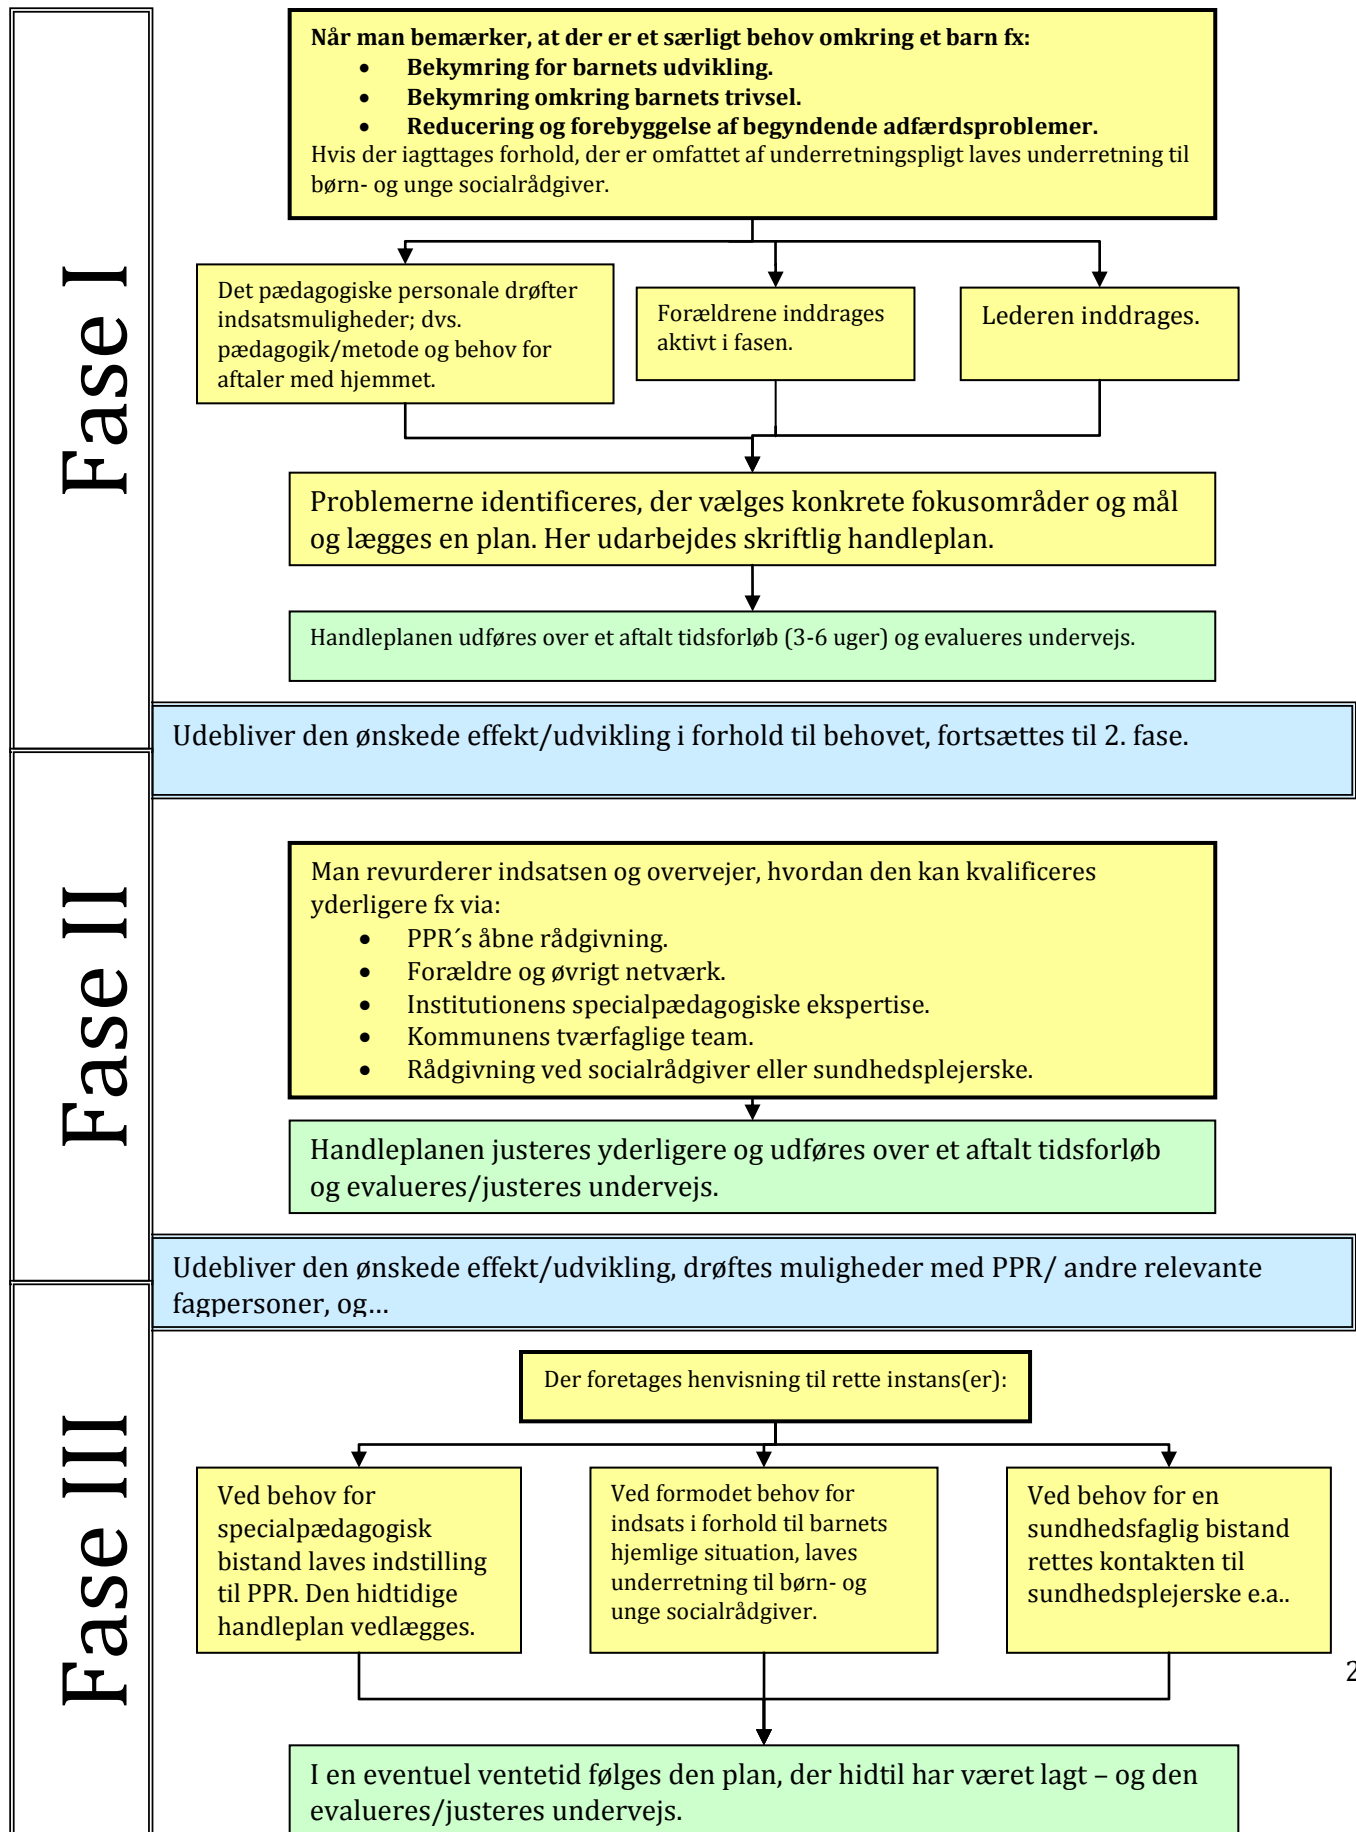 Fase I
Når man bemærker, at der er et særligt behov omkring et barn fx:
• Bekymring for barnets udvikling.
• Bekymring omkring barnets trivsel.
• Reducering og forebyggelse af begyndende adfærdsproblemer.
Hvis der iagttages forhold, der er omfattet af underretningspligt laves underretning til
børn- og unge socialrådgiver.
Det pædagogiske personale drøfter
indsatsmuligheder; dvs.
pædagogik/metode og behov for
aftaler med hjemmet.
Forældrene inddrages
aktivt i fasen.
Lederen inddrages.
Problemerne identificeres, der vælges konkrete fokusområder og mål
og lægges en plan. Her udarbejdes skriftlig handleplan.
Handleplanen udføres over et aftalt tidsforløb (3-6 uger) og evalueres undervejs.
Udebliver den ønskede effekt/udvikling i forhold til behovet, fortsættes til 2. fase.
Fase II
Man revurderer indsatsen og overvejer, hvordan den kan kvalificeres
yderligere fx via:
• PPR´s åbne rådgivning.
• Forældre og øvrigt netværk.
• Institutionens specialpædagogiske ekspertise.
• Kommunens tværfaglige team.
• Rådgivning ved socialrådgiver eller sundhedsplejerske.
Handleplanen justeres yderligere og udføres over et aftalt tidsforløb
og evalueres/justeres undervejs.
Udebliver den ønskede effekt/udvikling, drøftes muligheder med PPR/ andre relevante
fagpersoner, og…
Fase III
Der foretages henvisning til rette instans(er):
Ved behov for
specialpædagogisk
bistand laves indstilling
til PPR. Den hidtidige
handleplan vedlægges.
Ved formodet behov for
indsats i forhold til barnets
hjemlige situation, laves
underretning til børn- og
unge socialrådgiver.
Ved behov for en
sundhedsfaglig bistand
rettes kontakten til
sundhedsplejerske e.a..
2
I en eventuel ventetid følges den plan, der hidtil har været lagt – og den
evalueres/justeres undervejs.